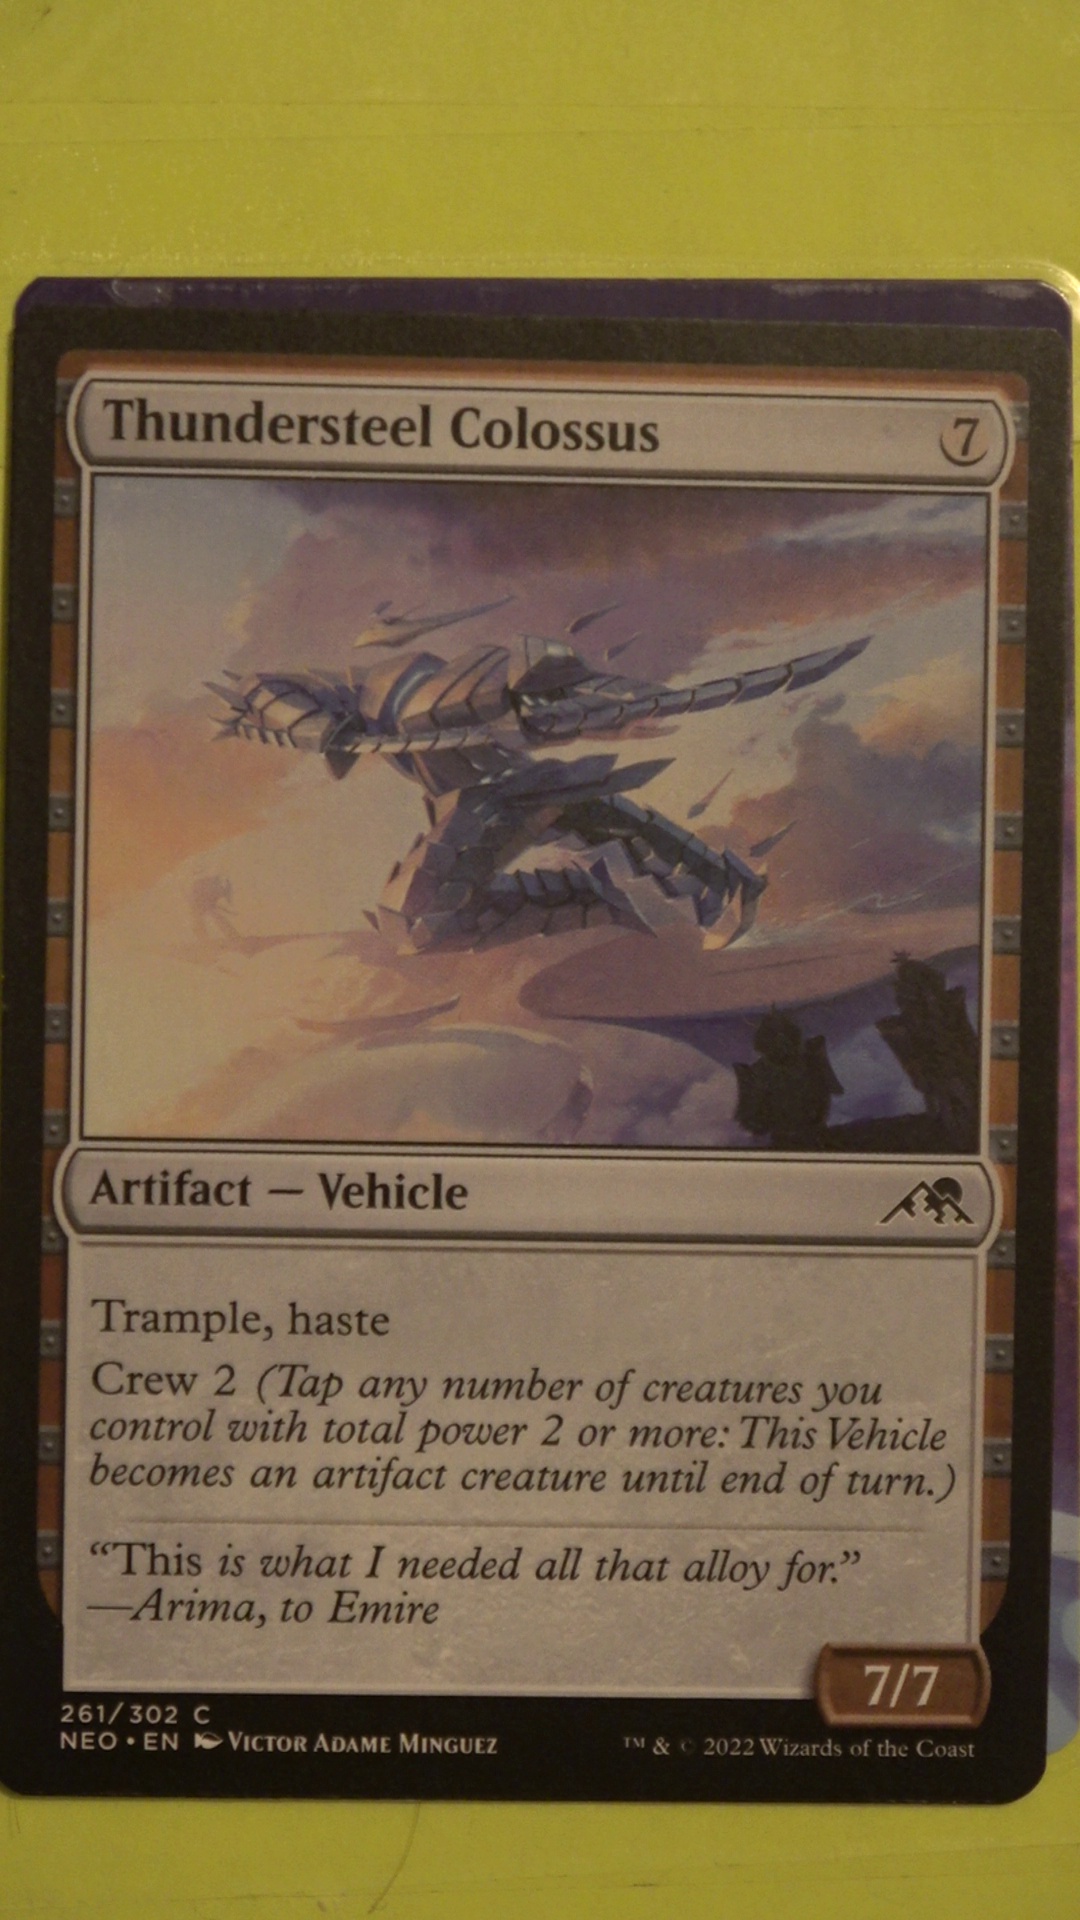 Thundersteel Colossus 7
Artifact — Vehicle
Trample, haste
Crew 2 (Tap any number of creatures you
control with total power 2 or more: This Vehicle
becomes an artifact creature until end of turn.)
“This is what I needed all that alloy for.”
—Arima, to Emire
7/7
261/302 C
NEO • EN VICTOR ADAME MINGUEZ
™ & © 2022 Wizards of the Coast